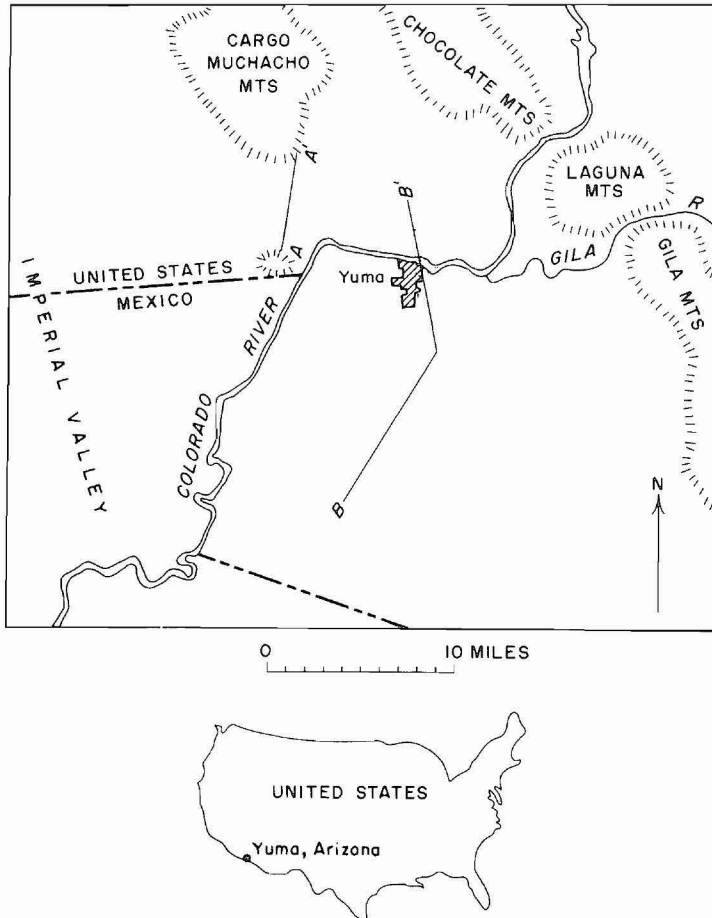 CARGO
MUCHACHO
MTS
CHOCOLATE MTS
A'
B'
LAGUNA
MTS
GILA R
GILA MTS
A
UNITED STATES
MEXICO
Yuma
IMPERIAL VALLEY
COLORADO RIVER
B
N
0 10 MILES
UNITED STATES
Yuma, Arizona